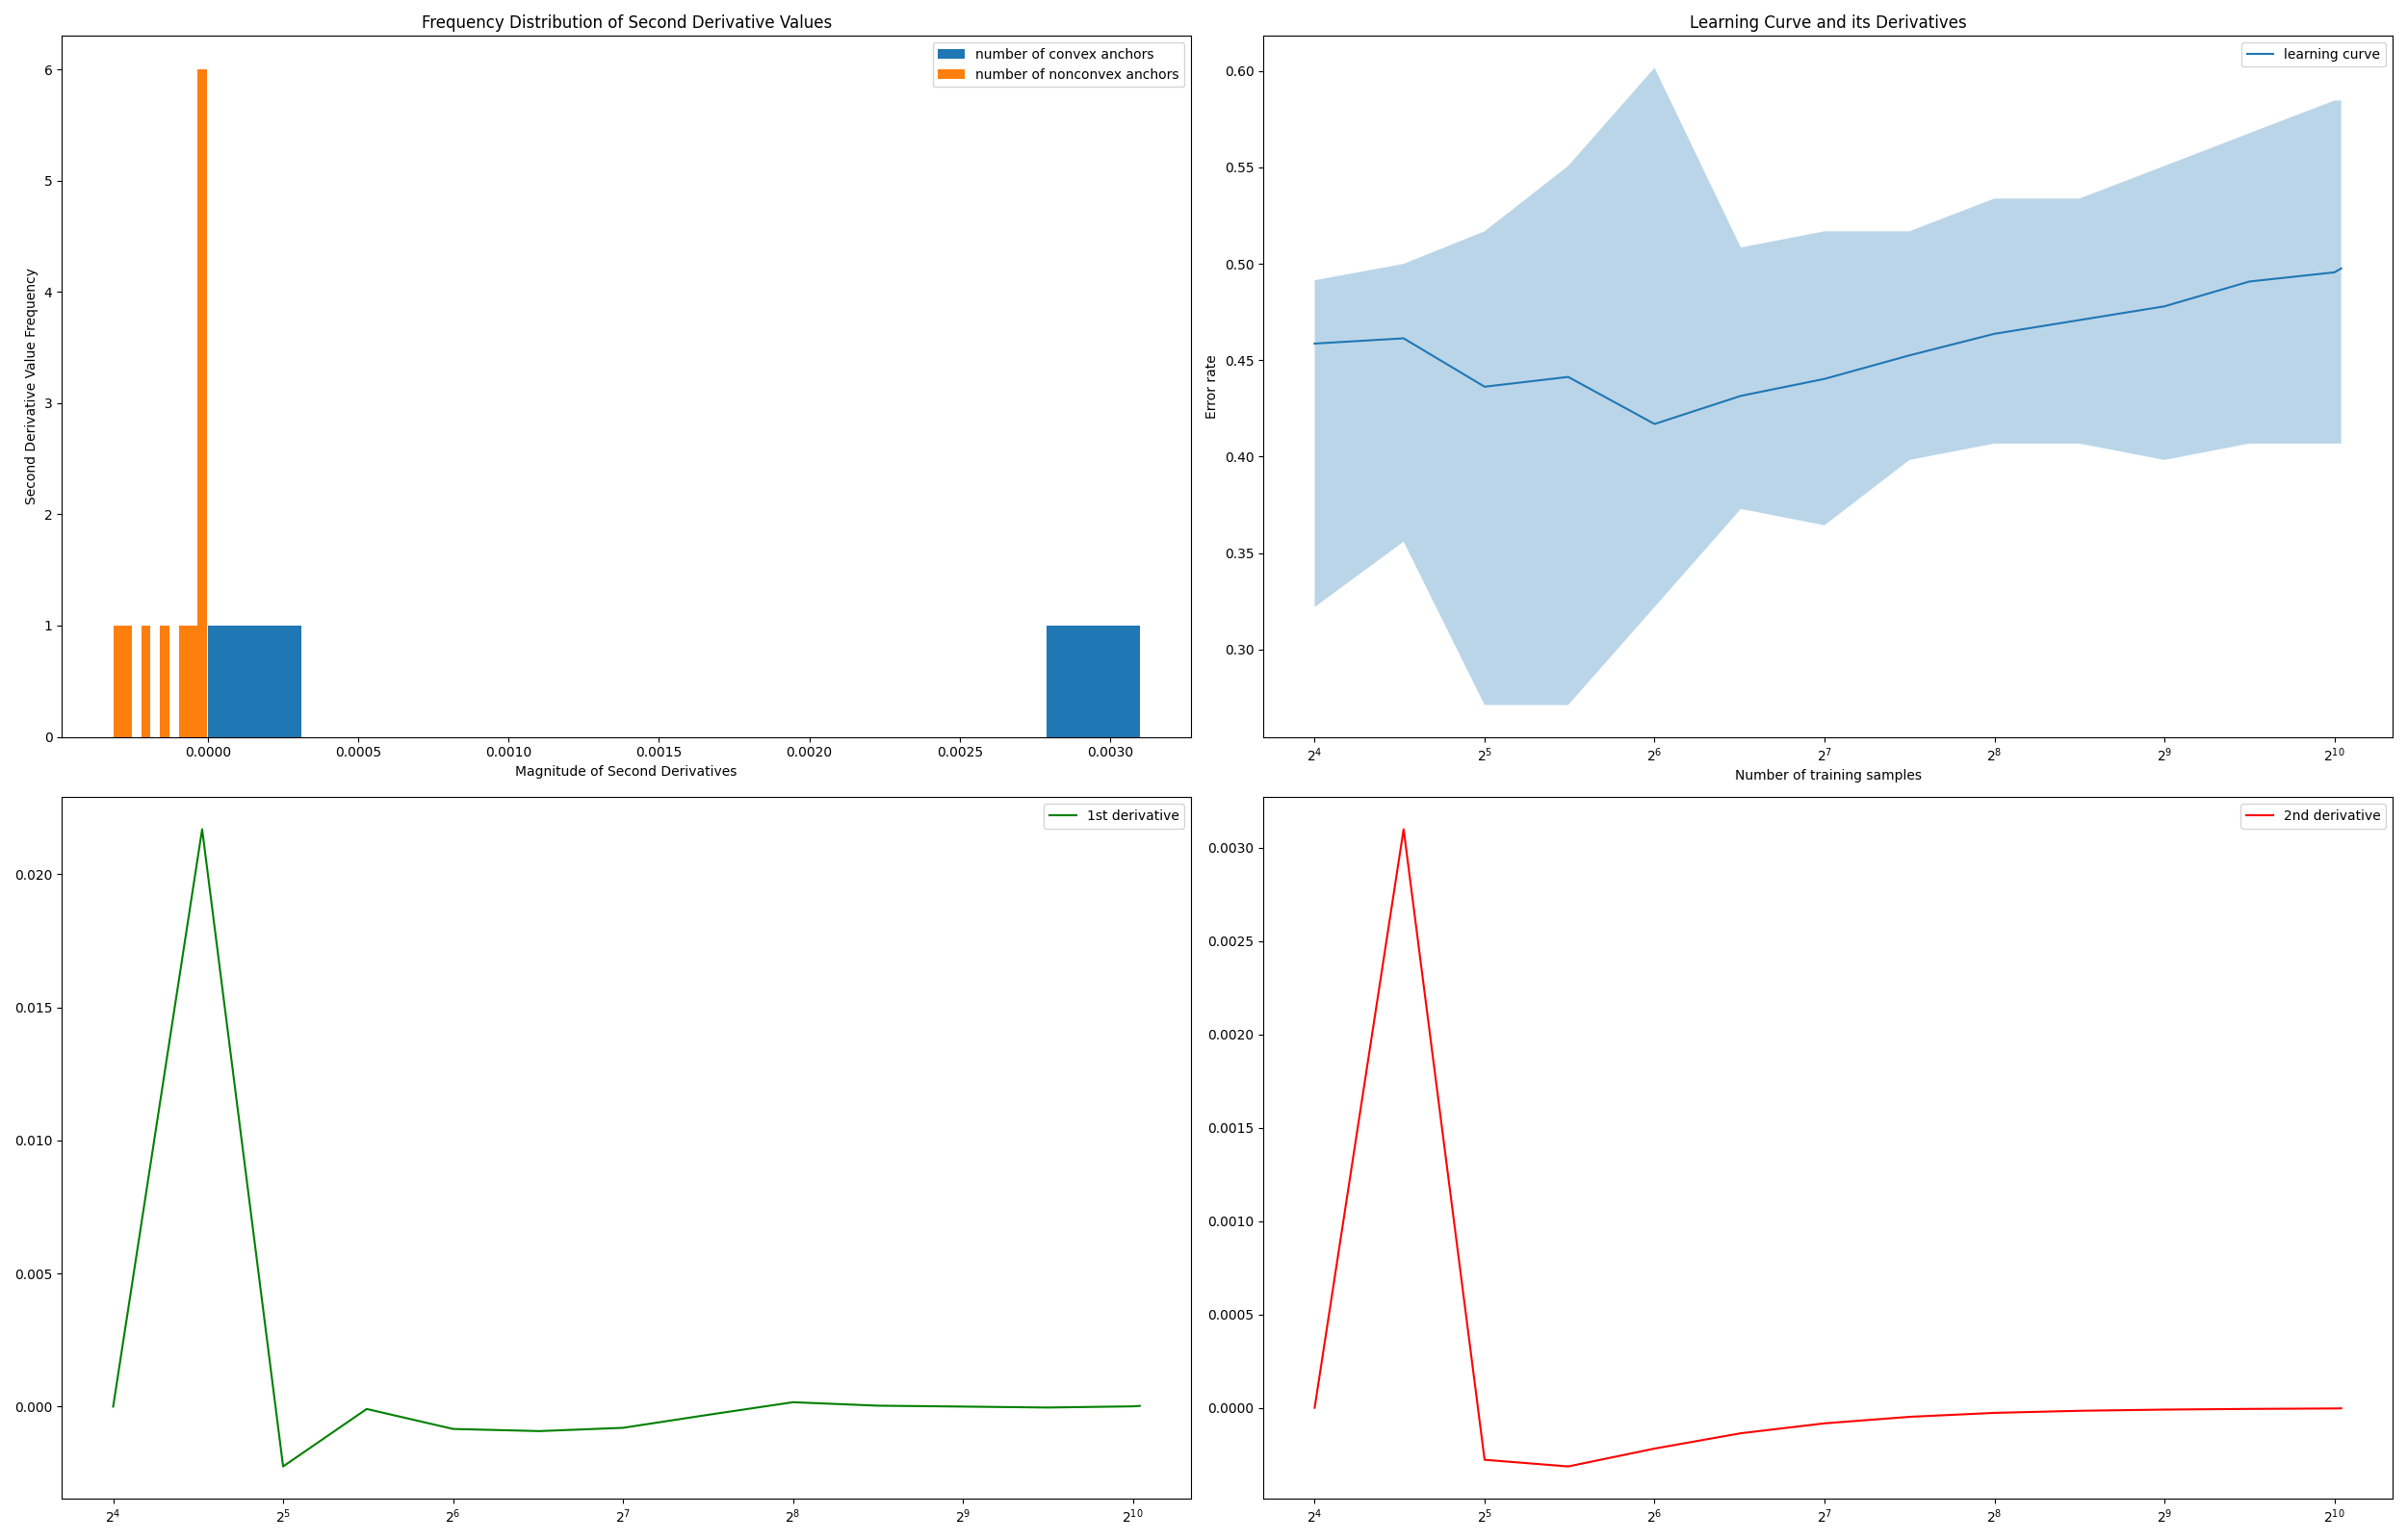 Frequency Distribution of Second Derivative Values
number of convex anchors
number of nonconvex anchors
Second Derivative Value Frequency
6
5
4
3
2
1
0
0.0000 0.0005 0.0010 0.0015 0.0020 0.0025 0.0030
Magnitude of Second Derivatives
Learning Curve and its Derivatives
learning curve
Error rate
0.60
0.55
0.50
0.45
0.40
0.35
0.30
2^4 2^5 2^6 2^7 2^8 2^9 2^10
Number of training samples
1st derivative
0.020
0.015
0.010
0.005
0.000
2^4 2^5 2^6 2^7 2^8 2^9 2^10
2nd derivative
0.0030
0.0025
0.0020
0.0015
0.0010
0.0005
0.0000
2^4 2^5 2^6 2^7 2^8 2^9 2^10